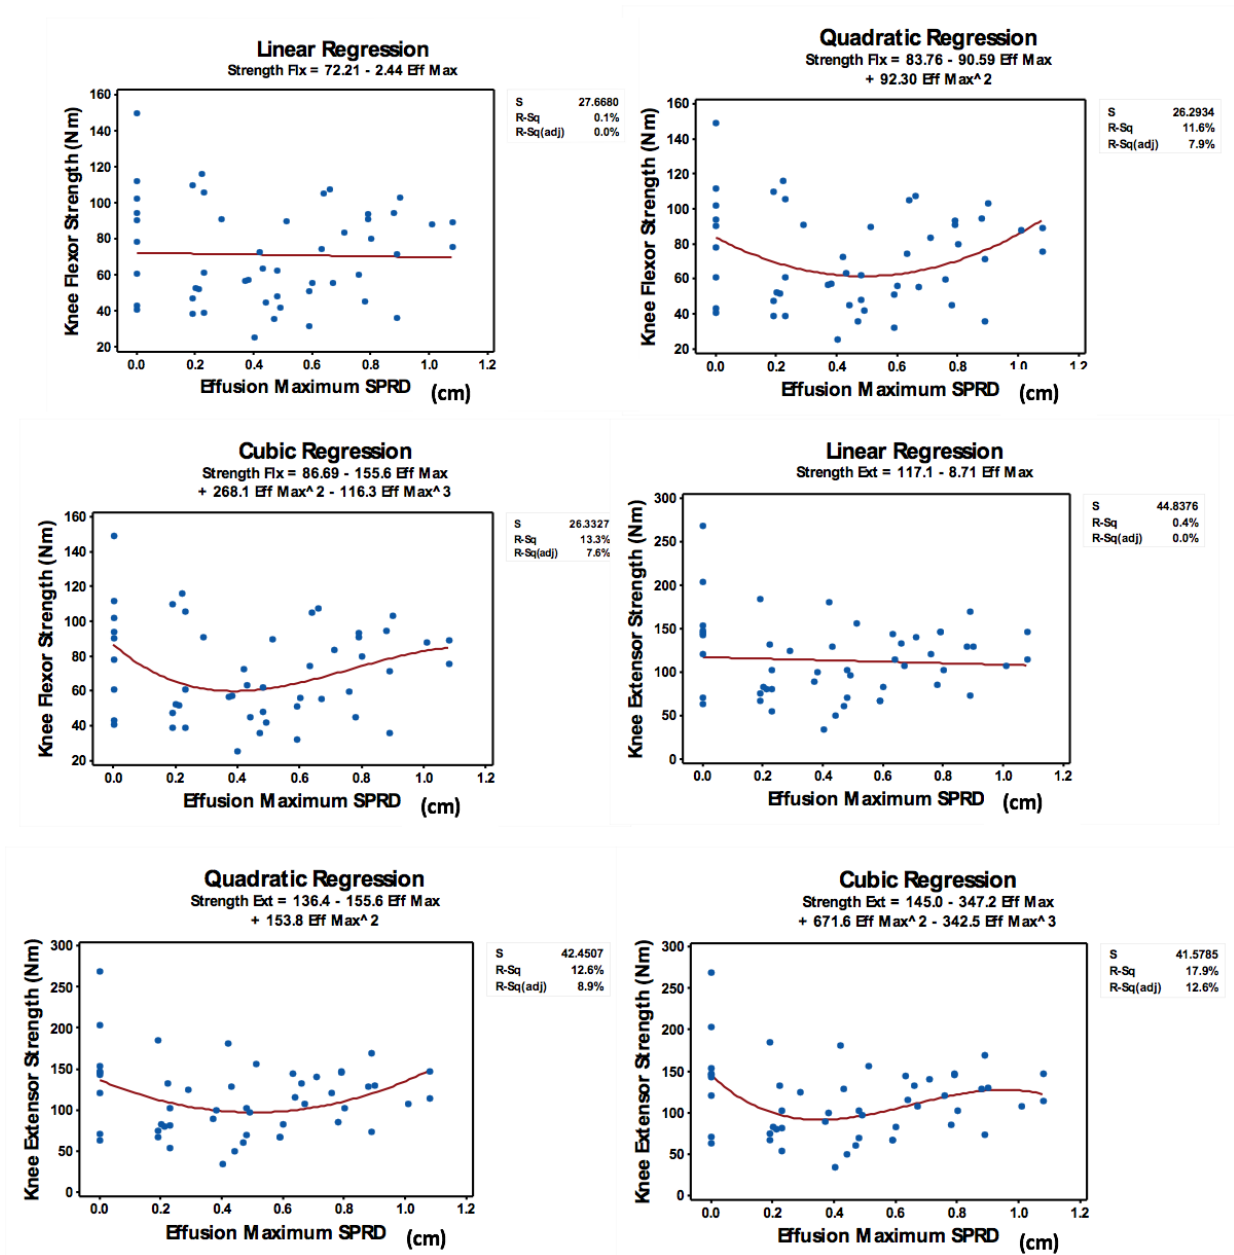 Linear Regression
Strength Flx = 72.21 - 2.44 Eff Max
S 27.6680
R-Sq 0.1%
R-Sq(adj) 0.0%
Knee Flexor Strength (Nm)
160
140
120
100
80
60
40
20
0.0 0.2 0.4 0.6 0.8 1.0 1.2
Effusion Maximum SPRD (cm)
Quadratic Regression
Strength Flx = 83.76 - 90.59 Eff Max
+ 92.30 Eff Max^2
S 26.2934
R-Sq 11.6%
R-Sq(adj) 7.9%
Knee Flexor Strength (Nm)
160
140
120
100
80
60
40
20
0.0 0.2 0.4 0.6 0.8 1.0 1.2
Effusion Maximum SPRD (cm)
Cubic Regression
Strength Flx = 86.69 - 155.6 Eff Max
+ 268.1 Eff Max^2 - 116.3 Eff Max^3
S 26.3327
R-Sq 13.3%
R-Sq(adj) 7.6%
Knee Flexor Strength (Nm)
160
140
120
100
80
60
40
20
0.0 0.2 0.4 0.6 0.8 1.0 1.2
Effusion Maximum SPRD (cm)
Linear Regression
Strength Ext = 117.1 - 8.71 Eff Max
S 44.8376
R-Sq 0.4%
R-Sq(adj) 0.0%
Knee Extensor Strength (Nm)
300
250
200
150
100
50
0
0.0 0.2 0.4 0.6 0.8 1.0 1.2
Effusion Maximum SPRD (cm)
Quadratic Regression
Strength Ext = 136.4 - 155.6 Eff Max
+ 153.8 Eff Max^2
S 42.4507
R-Sq 12.6%
R-Sq(adj) 8.9%
Knee Extensor Strength (Nm)
300
250
200
150
100
50
0
0.0 0.2 0.4 0.6 0.8 1.0 1.2
Effusion Maximum SPRD (cm)
Cubic Regression
Strength Ext = 145.0 - 347.2 Eff Max
+ 671.6 Eff Max^2 - 342.5 Eff Max^3
S 41.5785
R-Sq 17.9%
R-Sq(adj) 12.6%
Knee Extensor Strength (Nm)
300
250
200
150
100
50
0
0.0 0.2 0.4 0.6 0.8 1.0 1.2
Effusion Maximum SPRD (cm)